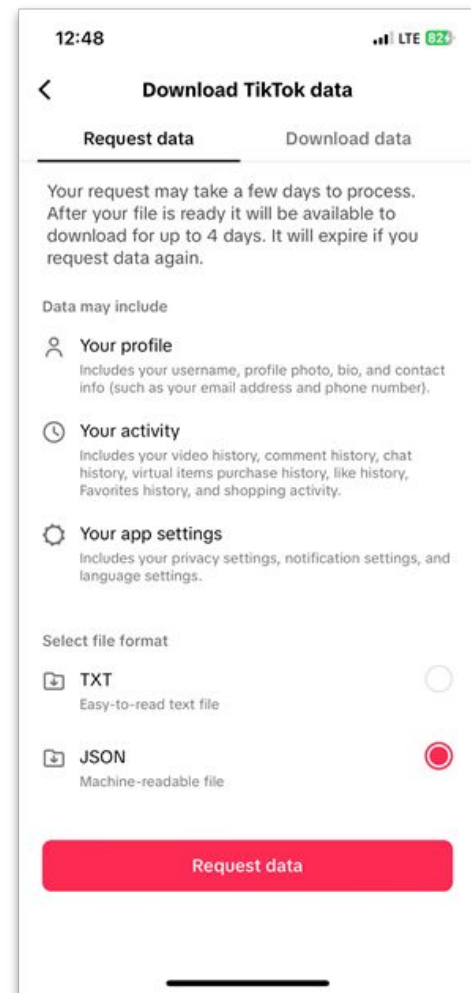 12:48 LTE 82
Download TikTok data
Request data Download data
Your request may take a few days to process.
After your file is ready it will be available to
download for up to 4 days. It will expire if you
request data again.
Data may include
Your profile
Includes your username, profile photo, bio, and contact
info (such as your email address and phone number).
Your activity
Includes your video history, comment history, chat
history, virtual items purchase history, like history,
Favorites history, and shopping activity.
Your app settings
Includes your privacy settings, notification settings, and
language settings.
Select file format
TXT
Easy-to-read text file
JSON
Machine-readable file
Request data